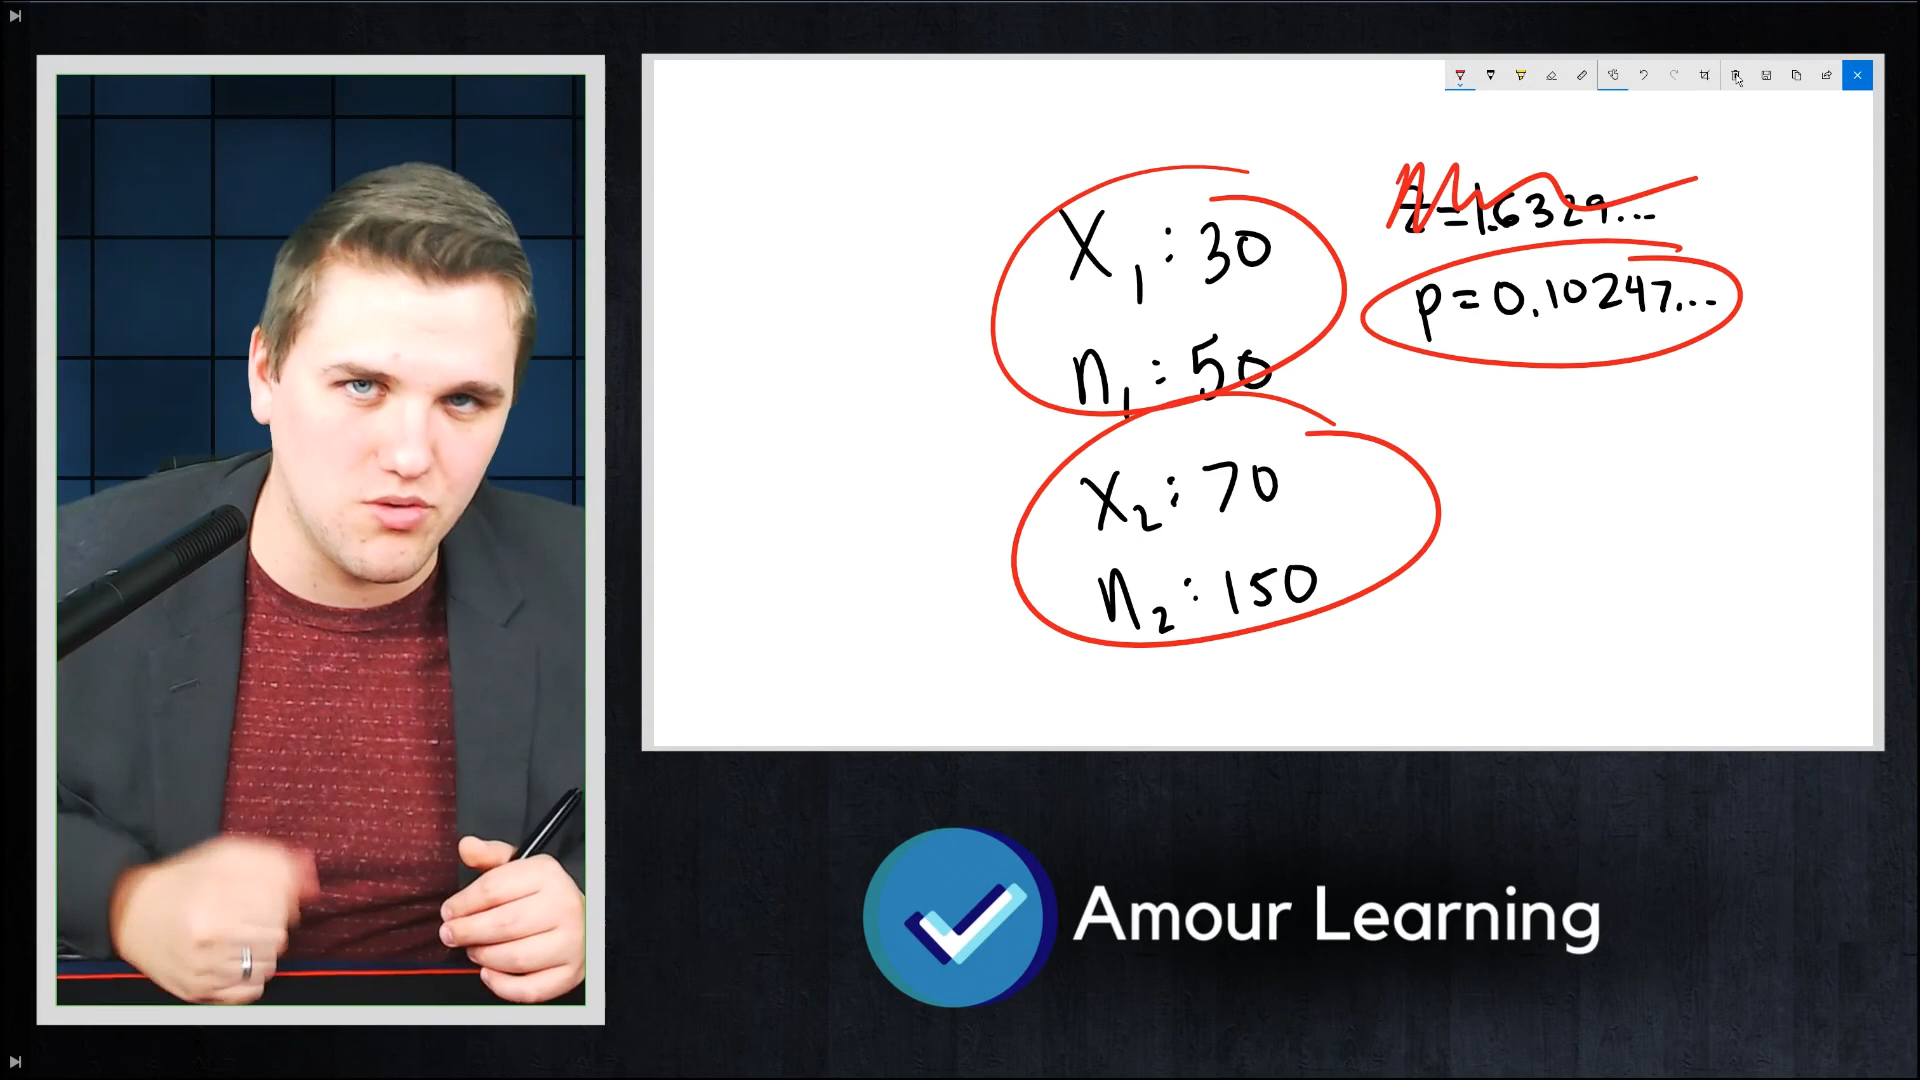 X₁ : 30
n₁ : 50
X₂ : 70
n₂ : 150
z = 1.6329...
p = 0.10247...
Amour Learning